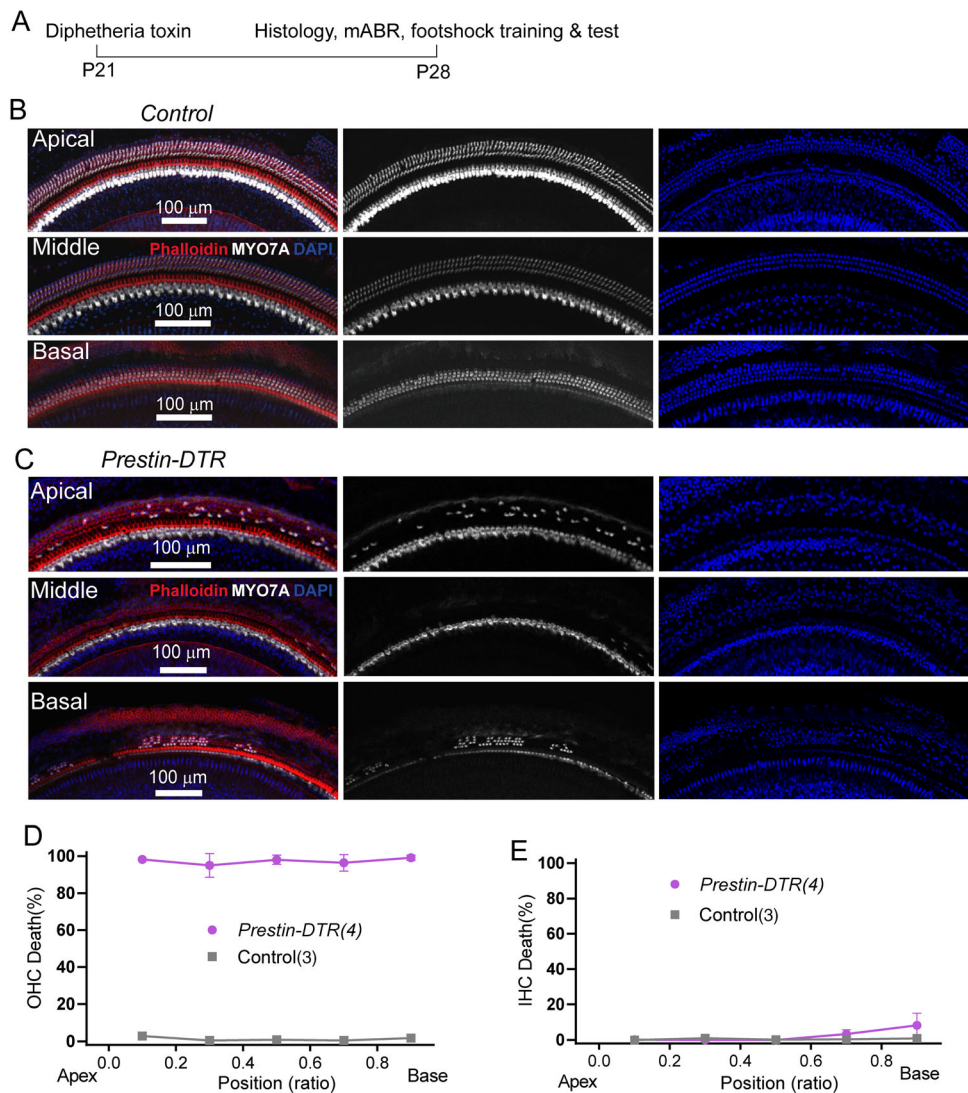 A
Diphetheria toxin
Histology, mABR, footshock training & test
P21
P28
B
Control
Apical
100 μm
Middle
Phalloidin MYO7A DAPI
100 μm
Basal
100 μm
C
Prestin-DTR
Apical
100 μm
Middle
Phalloidin MYO7A DAPI
100 μm
Basal
100 μm
D
OHC Death(%)
100
80
60
40
20
0
Prestin-DTR(4)
Control(3)
0.0 0.2 0.4 0.6 0.8
Apex
Position (ratio)
Base
E
IHC Death(%)
100
80
60
40
20
0
Prestin-DTR(4)
Control(3)
0.0 0.2 0.4 0.6 0.8
Apex
Position (ratio)
Base